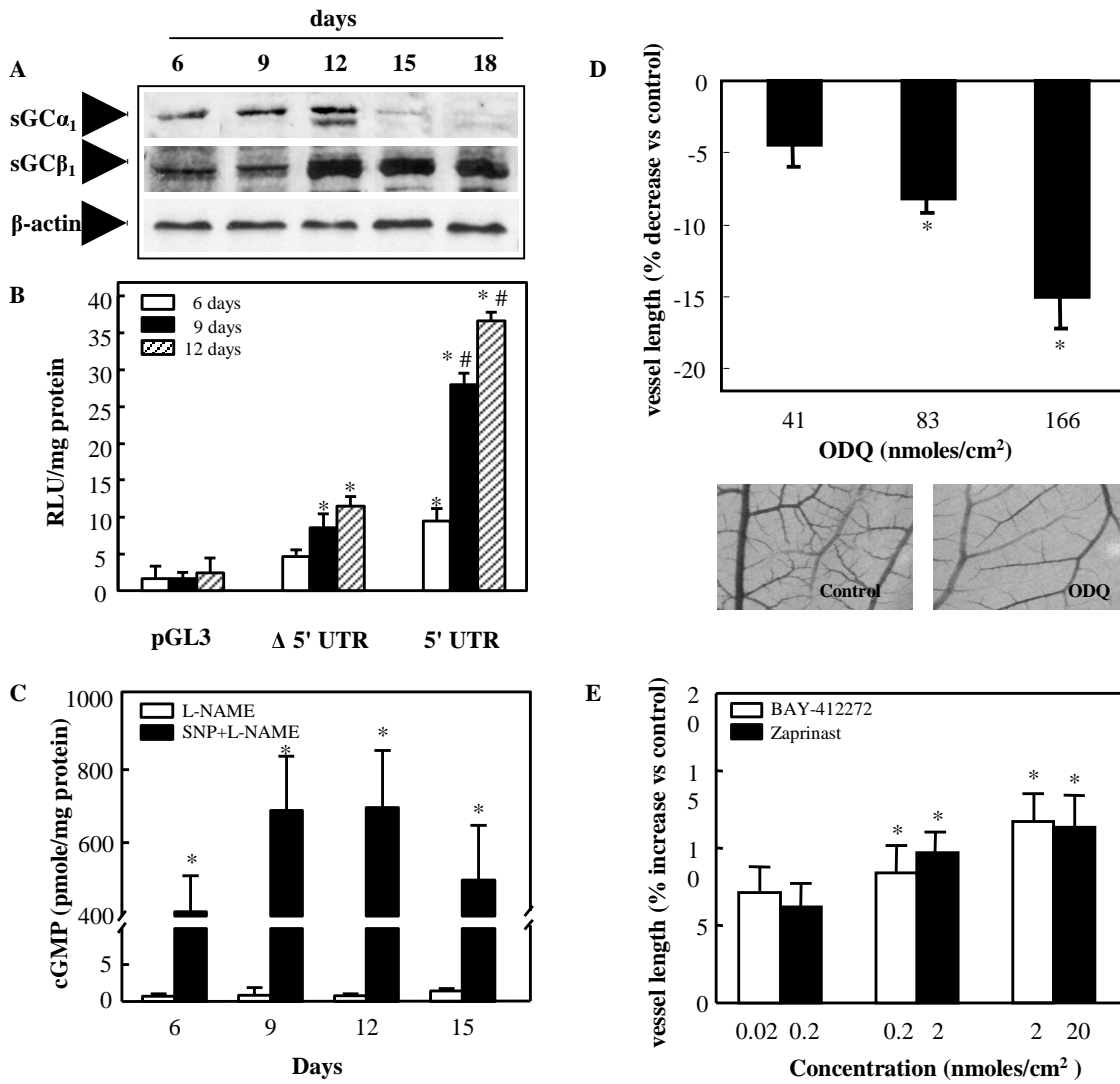 days
A
6 9 12 15 18
sGCα1
sGCβ1
β-actin
B
6 days
9 days
12 days
RLU/mg protein
40
35
30
25
20
15
10
5
0
* *
* * #
* #
pGL3 Δ 5' UTR 5' UTR
C
L-NAME
SNP+L-NAME
cGMP (pmole/mg protein)
1000
800
600
400
5
0
* * * *
6 9 12 15
Days
D
vessel length (% decrease vs control)
0
-5
-10
-15
-20
* *
41 83 166
ODQ (nmoles/cm2)
Control ODQ
E
BAY-412272
Zaprinast
vessel length (% increase vs control)
2
0
1
5
1
0
5
0
* * * *
0.02 0.2 0.2 2 2 20
Concentration (nmoles/cm2 )